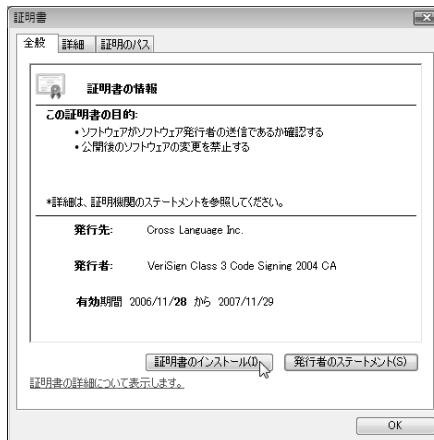 証明書
全般 詳細 証明のパス
証明書の情報
この証明書の目的:
•ソフトウェアがソフトウェア発行者の送信であるか確認する
•公開後のソフトウェアの変更を禁止する
*詳細は、証明機関のステートメントを参照してください。
発行先: Cross Language Inc.
発行者: VeriSign Class 3 Code Signing 2004 CA
有効期間 2006/11/28 から 2007/11/29
証明書のインストール(I)... 発行者のステートメント(S)
証明書の詳細について表示します。
OK